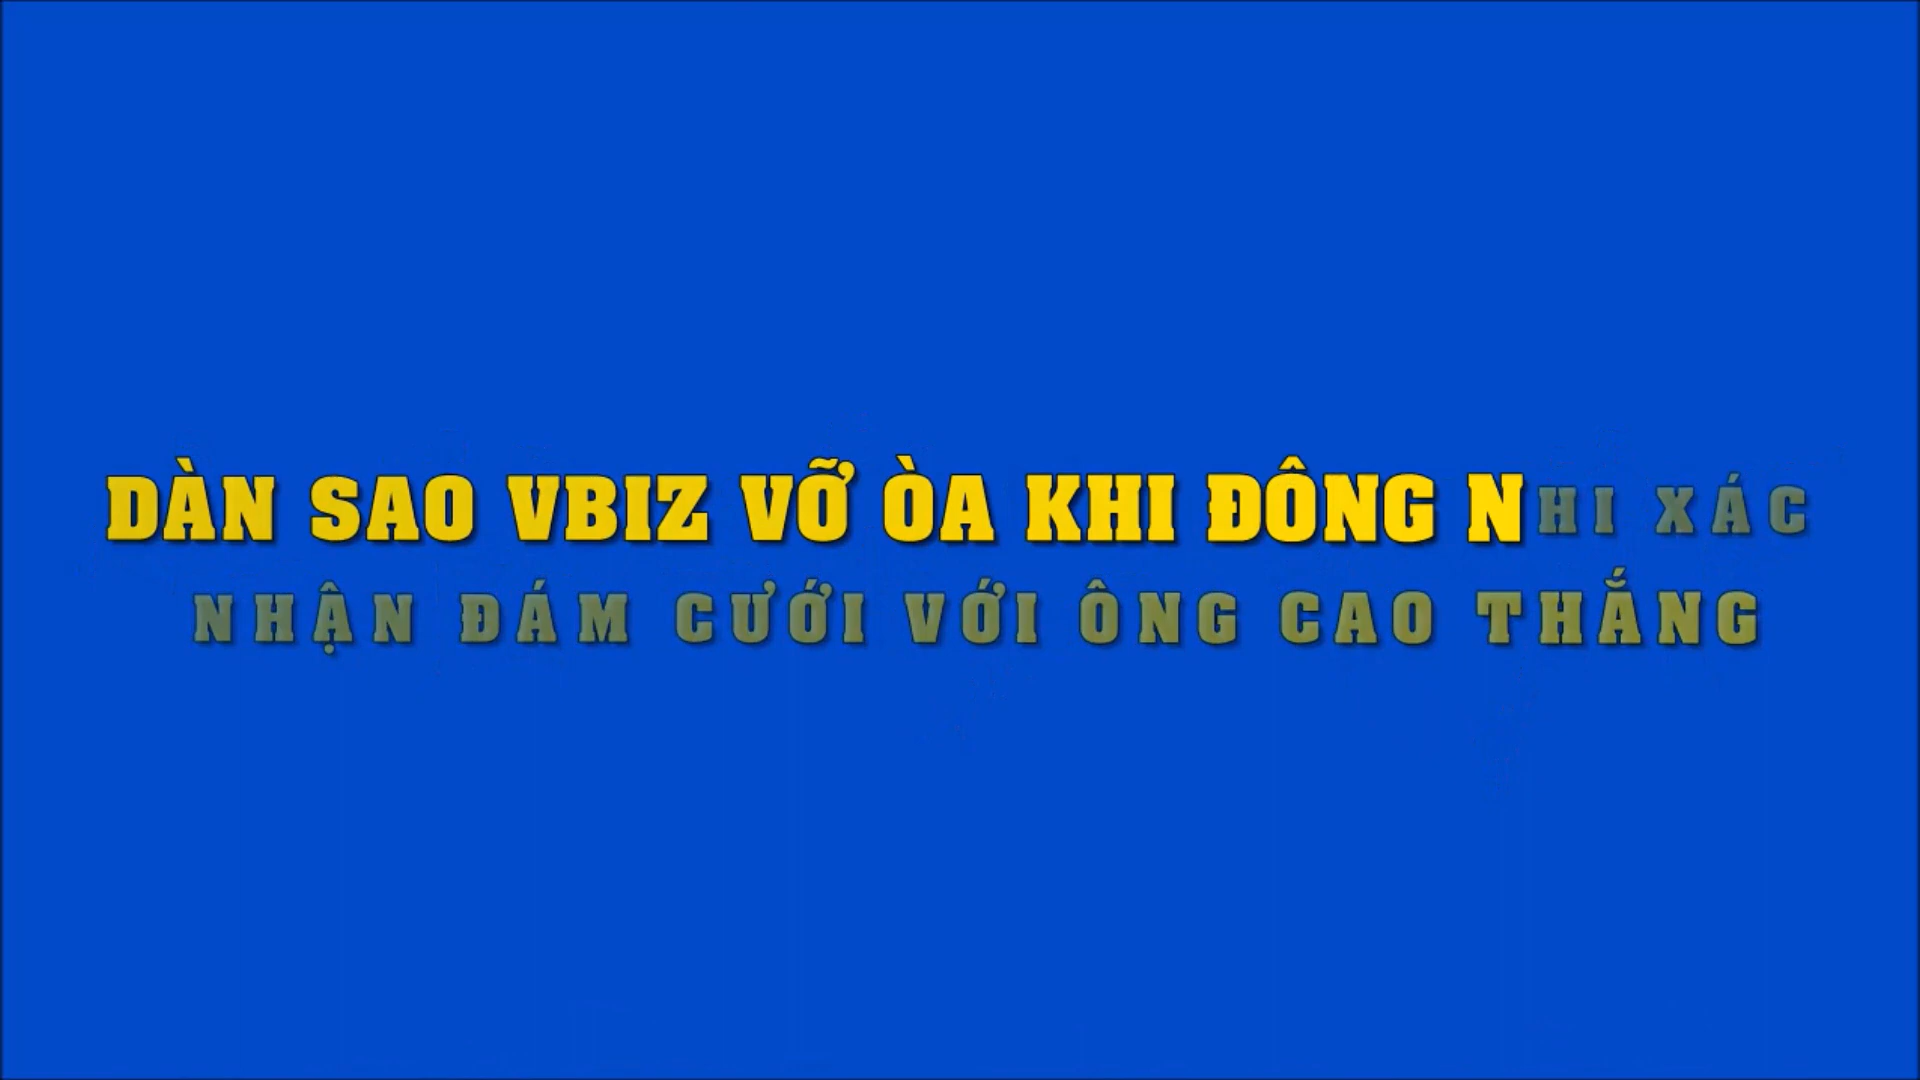 DÀN SAO VBIZ VỠ ÒA KHI ĐÔNG NHI XÁC
NHẬN ĐÁM CƯỚI VỚI ÔNG CAO THẮNG